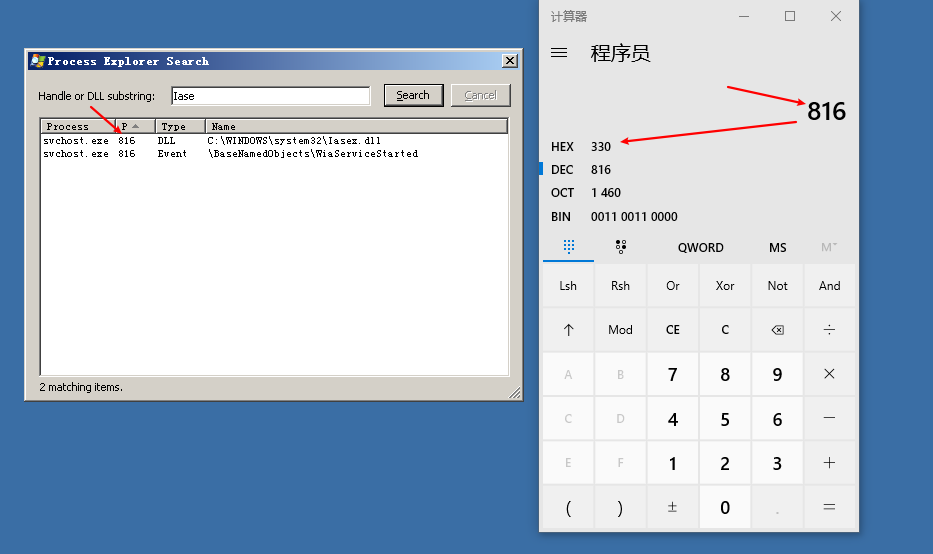 Process Explorer Search
Handle or DLL substring: Iase Search Cancel
Process P Type Name
svchost.exe 816 DLL C:\WINDOWS\system32\Iasex.dll
svchost.exe 816 Event \BaseNamedObjects\WiaServiceStarted
2 matching items.
计算器
程序员
816
HEX 330
DEC 816
OCT 1 460
BIN 0011 0011 0000
QWORD MS M˅
Lsh Rsh Or Xor Not And
↑ Mod CE C ⌫ ÷
A B 7 8 9 ×
C D 4 5 6 −
E F 1 2 3 +
( ) ± 0 . =